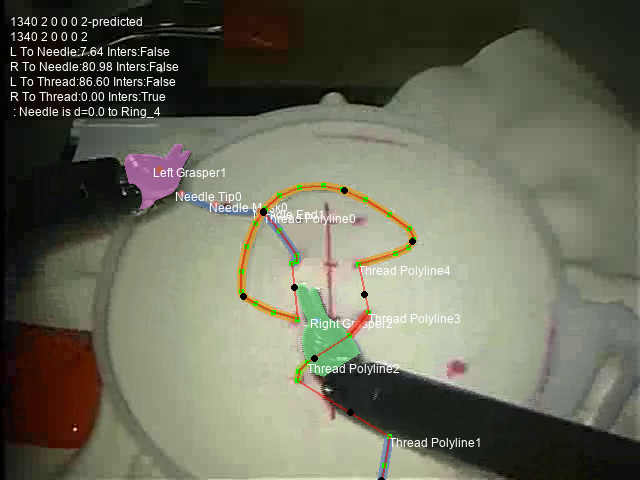 1340 2 0 0 0 2-predicted
1340 2 0 0 0 2
L To Needle:7.64 Inters:False
R To Needle:80.98 Inters:False
L To Thread:86.60 Inters:False
R To Thread:0.00 Inters:True
: Needle is d=0.0 to Ring_4
Left Grasper1
Needle Tip0
Needle End1
Thread Polyline0
Thread Polyline4
Thread Polyline3
Right Grasper2
Thread Polyline2
Thread Polyline1